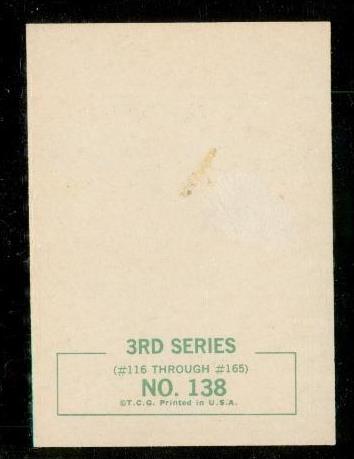 3RD SERIES
(#116 THROUGH #165)
NO. 138
©T.C.G. Printed in U.S.A.